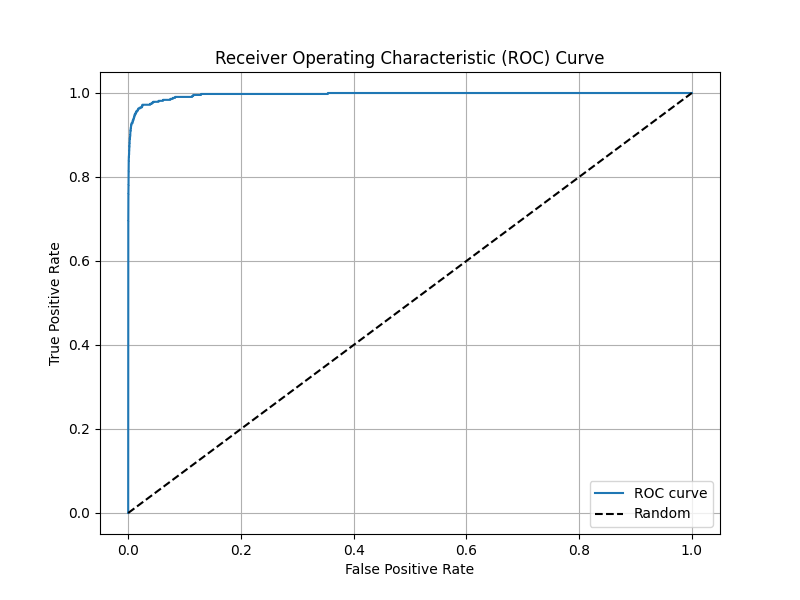 Receiver Operating Characteristic (ROC) Curve
1.0
0.8
0.6
0.4
0.2
0.0
True Positive Rate
0.0 0.2 0.4 0.6 0.8 1.0
False Positive Rate
ROC curve
Random